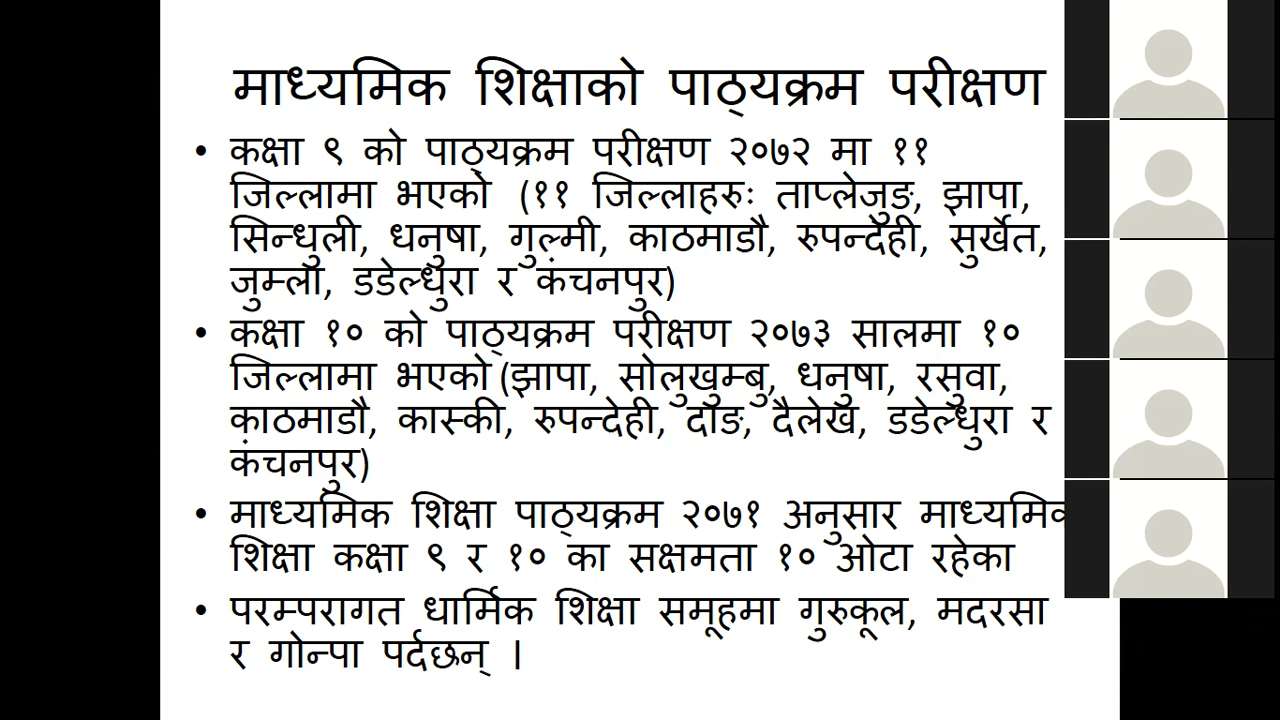 माध्यमिक शिक्षाको पाठ्यक्रम परीक्षण
• कक्षा ९ को पाठ्यक्रम परीक्षण २०७२ मा ११
जिल्लामा भएको (११ जिल्लाहरुः ताप्लेजुङ, झापा,
सिन्धुली, धनुषा, गुल्मी, काठमाडौ, रुपन्देही, सुर्खेत,
जुम्ला, डडेल्धुरा र कंचनपुर)
• कक्षा १० को पाठ्यक्रम परीक्षण २०७३ सालमा १०
जिल्लामा भएको (झापा, सोलुखुम्बु, धनुषा, रसुवा,
काठमाडौ, कास्की, रुपन्देही, दाङ, दैलेख, डडेल्धुरा र
कंचनपुर)
• माध्यमिक शिक्षा पाठ्यक्रम २०७१ अनुसार माध्यमिक
शिक्षा कक्षा ९ र १० का सक्षमता १० ओटा रहेका
• परम्परागत धार्मिक शिक्षा समूहमा गुरुकूल, मदरसा
र गोन्पा पर्दछन् ।